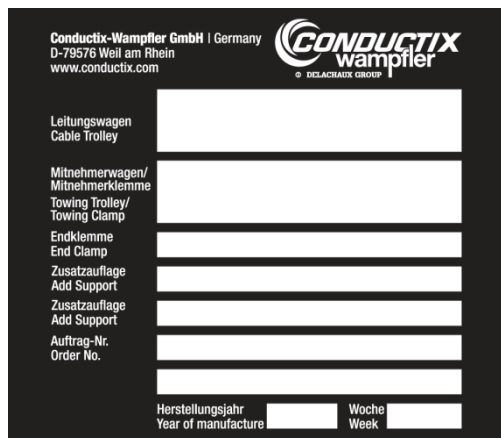 Conductix-Wampfler GmbH | Germany
D-79576 Weil am Rhein
www.conductix.com
CONDUCTIX
wampfler
DELACHAUX GROUP
Leitungswagen
Cable Trolley
Mitnehmerwagen/
Mitnehmerklemme
Towing Trolley/
Towing Clamp
Endklemme
End Clamp
Zusatzauflage
Add Support
Zusatzauflage
Add Support
Auftrag-Nr.
Order No.
Herstellungsjahr
Year of manufacture
Woche
Week